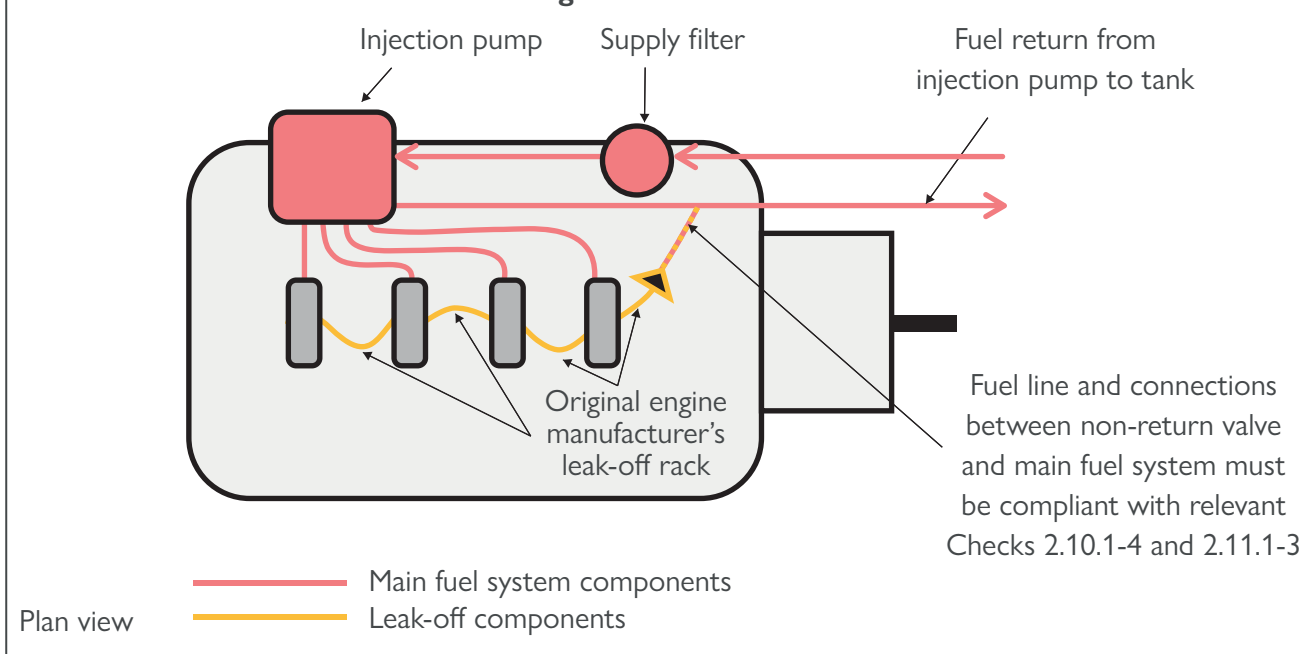 Injection pump
Supply filter
Fuel return from
injection pump to tank
Original engine
manufacturer’s
leak-off rack
Fuel line and connections
between non-return valve
and main fuel system must
be compliant with relevant
Checks 2.10.1-4 and 2.11.1-3
Main fuel system components
Leak-off components
Plan view